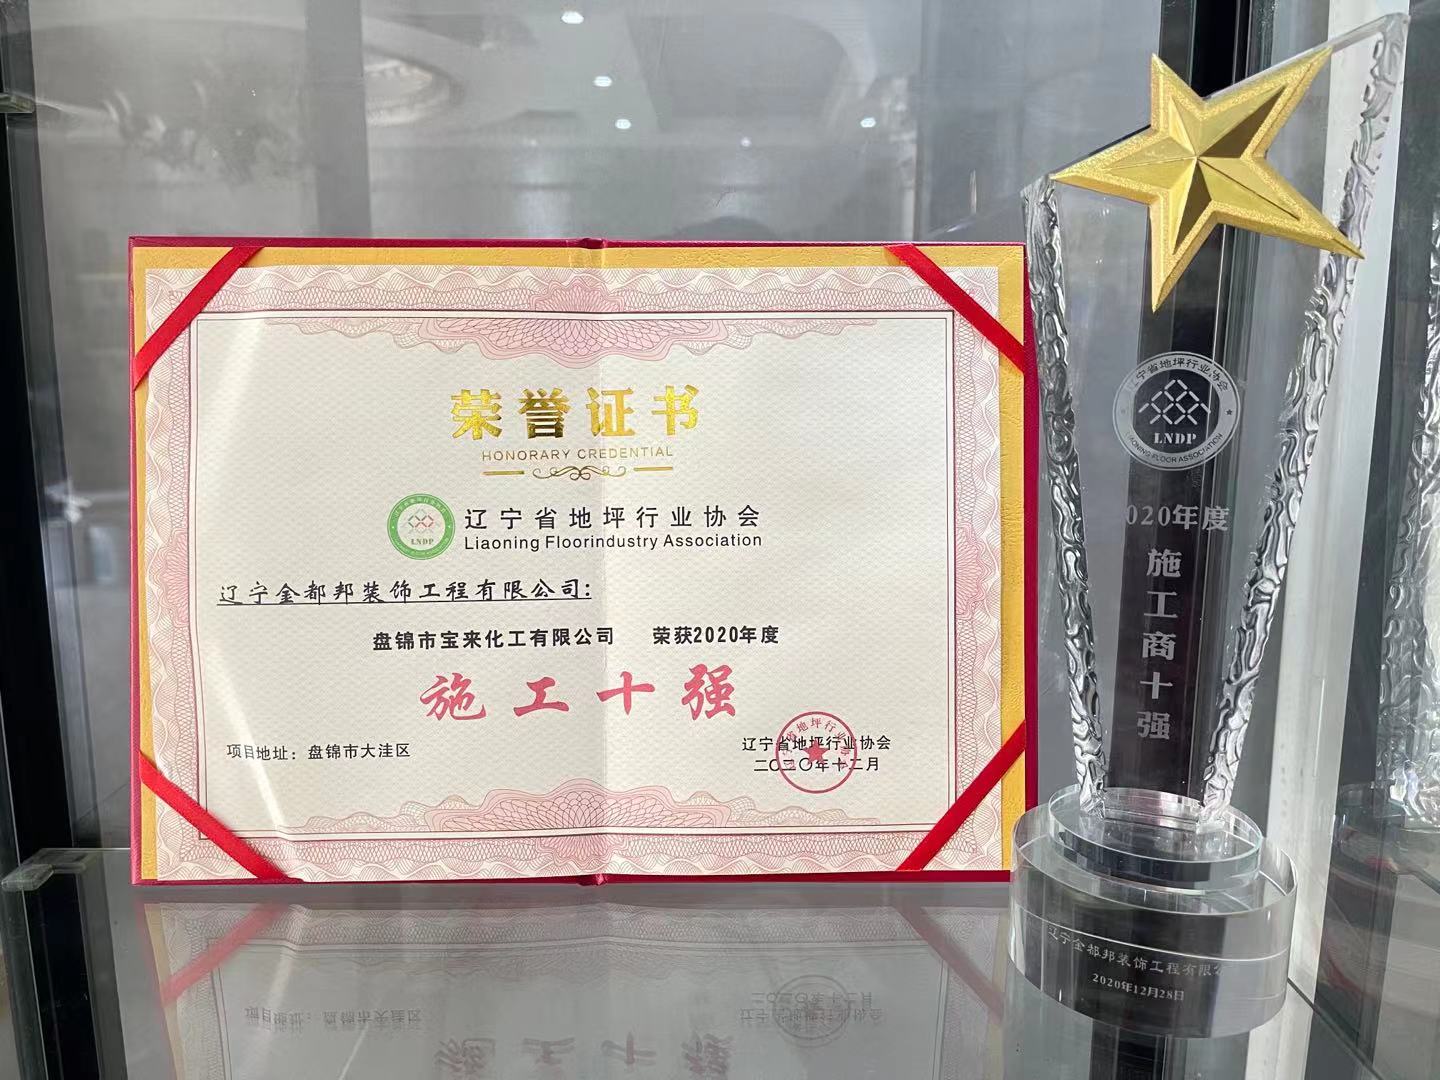 荣誉证书
HONORARY CREDENTIAL
LNDP
辽宁省地坪行业协会
Liaoning Floorindustry Association
辽宁金都邦装饰工程有限公司:
盘锦市宝来化工有限公司 荣获2020年度
施工十强
项目地址：盘锦市大洼区
辽宁省地坪行业协会
二〇二〇年十二月
辽宁省地坪行业协会
LNDP
LIAONING FLOOR ASSOCIATION
020年度
施工商十强
辽宁金都邦装饰工程有限公
2020年12月28日